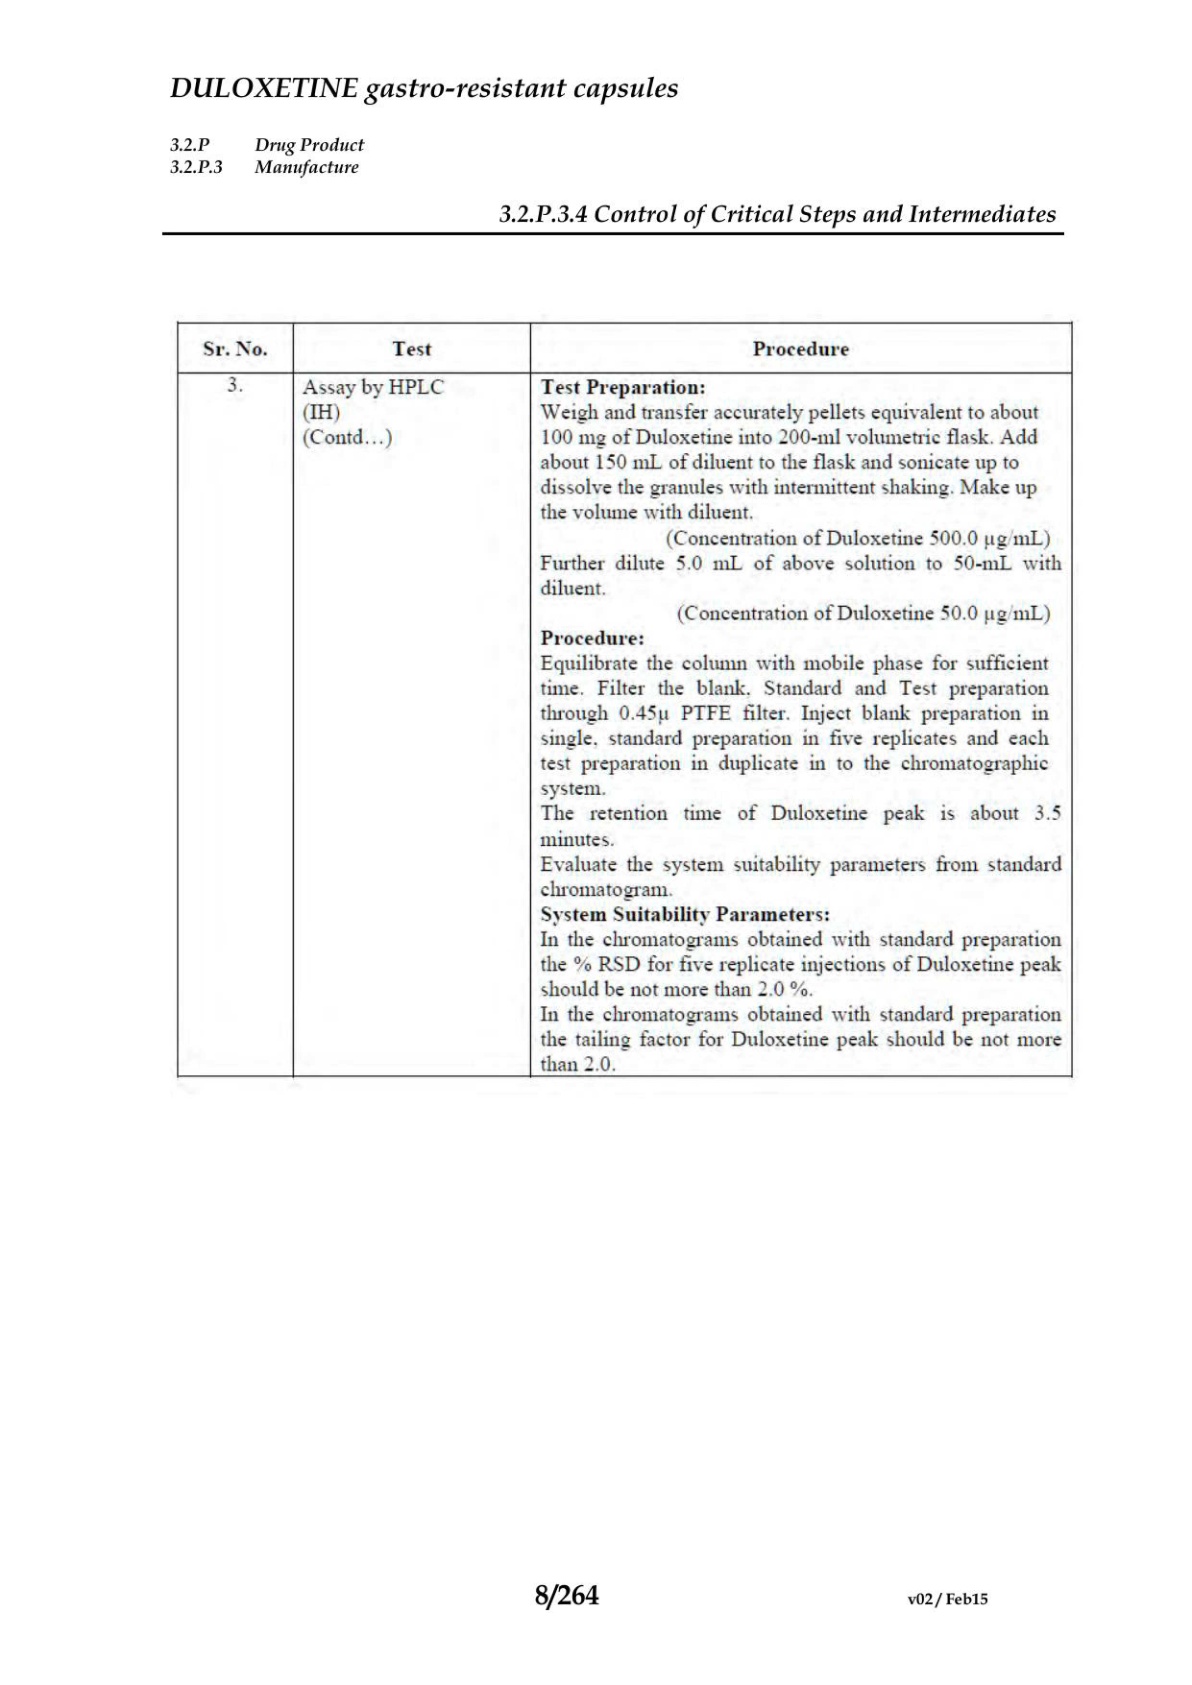 DULOXETINE gastro-resistant capsules
3.2.P Drug Product
3.2.P.3 Manufacture
3.2.P.3.4 Control of Critical Steps and Intermediates
Sr. No. Test Procedure
3. Assay by HPLC
(IH)
(Contd...)
Test Preparation:
Weigh and transfer accurately pellets equivalent to about
100 mg of Duloxetine into 200-ml volumetric flask. Add
about 150 mL of diluent to the flask and sonicate up to
dissolve the granules with intermittent shaking. Make up
the volume with diluent.
(Concentration of Duloxetine 500.0 µg/mL)
Further dilute 5.0 mL of above solution to 50-mL with
diluent.
(Concentration of Duloxetine 50.0 µg/mL)
Procedure:
Equilibrate the column with mobile phase for sufficient
time. Filter the blank. Standard and Test preparation
through 0.45µ PTFE filter. Inject blank preparation in
single. standard preparation in five replicates and each
test preparation in duplicate in to the chromatographic
system.
The retention time of Duloxetine peak is about 3.5
minutes.
Evaluate the system suitability parameters from standard
chromatogram.
System Suitability Parameters:
In the chromatograms obtained with standard preparation
the % RSD for five replicate injections of Duloxetine peak
should be not more than 2.0 %.
In the chromatograms obtained with standard preparation
the tailing factor for Duloxetine peak should be not more
than 2.0.
8/264
v02 / Feb15